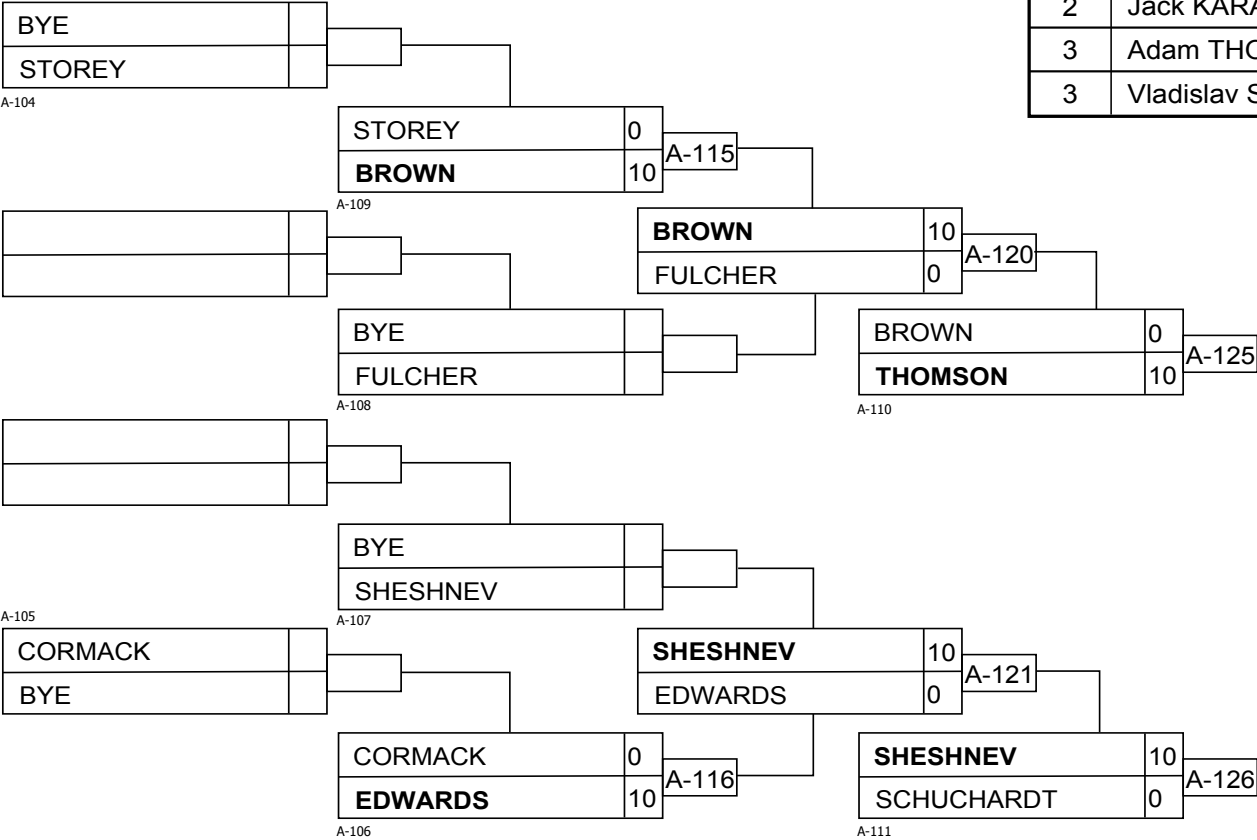 BYE
STOREY
A-104
2 Jack
3 Adam
3 Vladislav
STOREY 0
BROWN 10
A-115
A-109
BROWN 10
FULCHER 0
A-120
BYE
FULCHER
A-108
BROWN 0
THOMSON 10
A-125
A-110
BYE
SHESHNEV
A-107
A-105
CORMACK
BYE
SHESHNEV 10
EDWARDS 0
A-121
CORMACK 0
EDWARDS 10
A-116
A-106
SHESHNEV 10
SCHUCHARDT 0
A-126
A-111